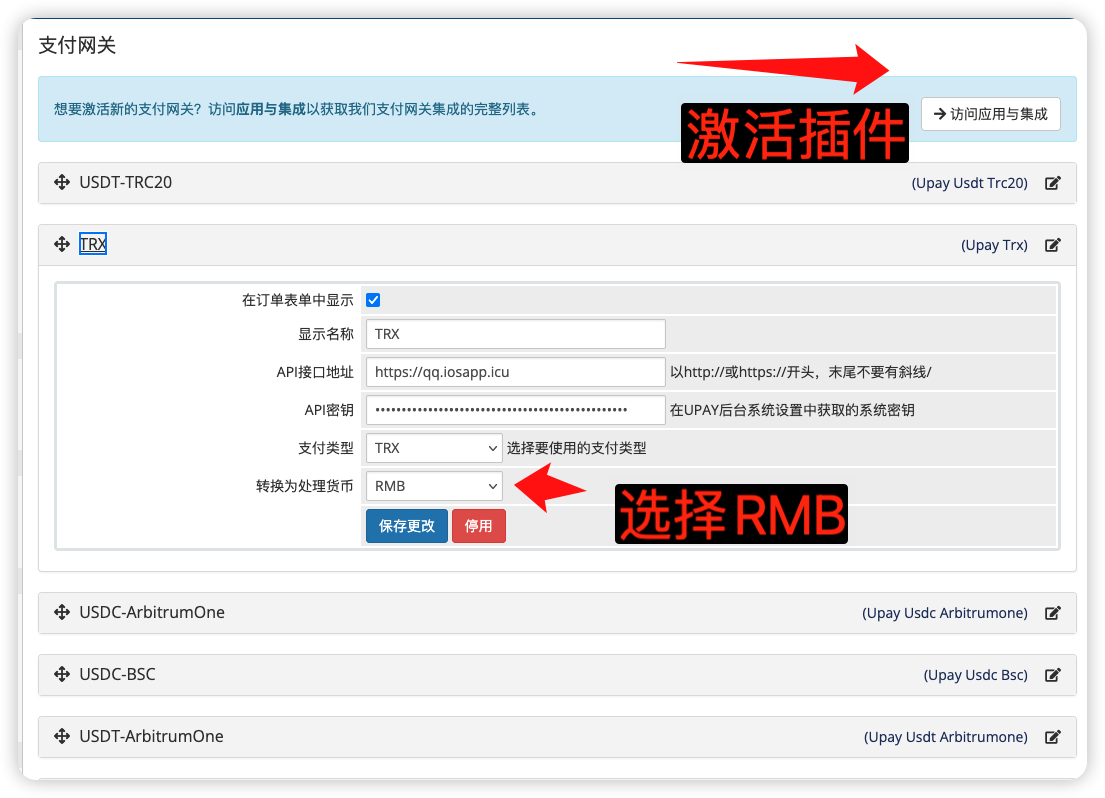 支付网关
想要激活新的支付网关？访问应用与集成以获取我们支付网关集成的完整列表。
访问应用与集成
激活插件
USDT-TRC20 (Upay Usdt Trc20)
TRX (Upay Trx)
在订单表单中显示
显示名称 TRX
API接口地址 https://qq.iosapp.icu 以http://或https://开头，末尾不要有斜线/
API密钥 •••••••••••••••••••••••••••••••••••••••••••••••• 在UPAY后台系统设置中获取的系统密钥
支付类型 TRX 选择要使用的支付类型
转换为处理货币 RMB
选择RMB
保存更改 停用
USDC-ArbitrumOne (Upay Usdc Arbitrumone)
USDC-BSC (Upay Usdc Bsc)
USDT-ArbitrumOne (Upay Usdt Arbitrumone)